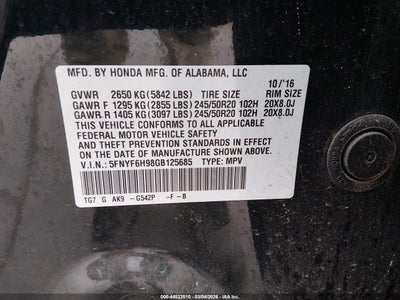 MFD. BY HONDA MFG. OF ALABAMA, LLC
10/'16
GVWR 2650 KG (5842 LBS) TIRE SIZE RIM SIZE
GAWR F 1295 KG (2855 LBS) 245/50R20 102H 20X8.0J
GAWR R 1405 KG (3097 LBS) 245/50R20 102H 20X8.0J
THIS VEHICLE CONFORMS TO ALL APPLICABLE
FEDERAL MOTOR VEHICLE SAFETY AND
THEFT PREVENTION STANDARDS IN EFFECT ON
THE DATE OF MANUFACTURE SHOWN ABOVE.
V.I.N.: 5FNYF6H98GB125685 TYPE: MPV
TG7 G AK9 -G542P -F -B
000-44522510 - 03/04/2026 - IAAI.COM